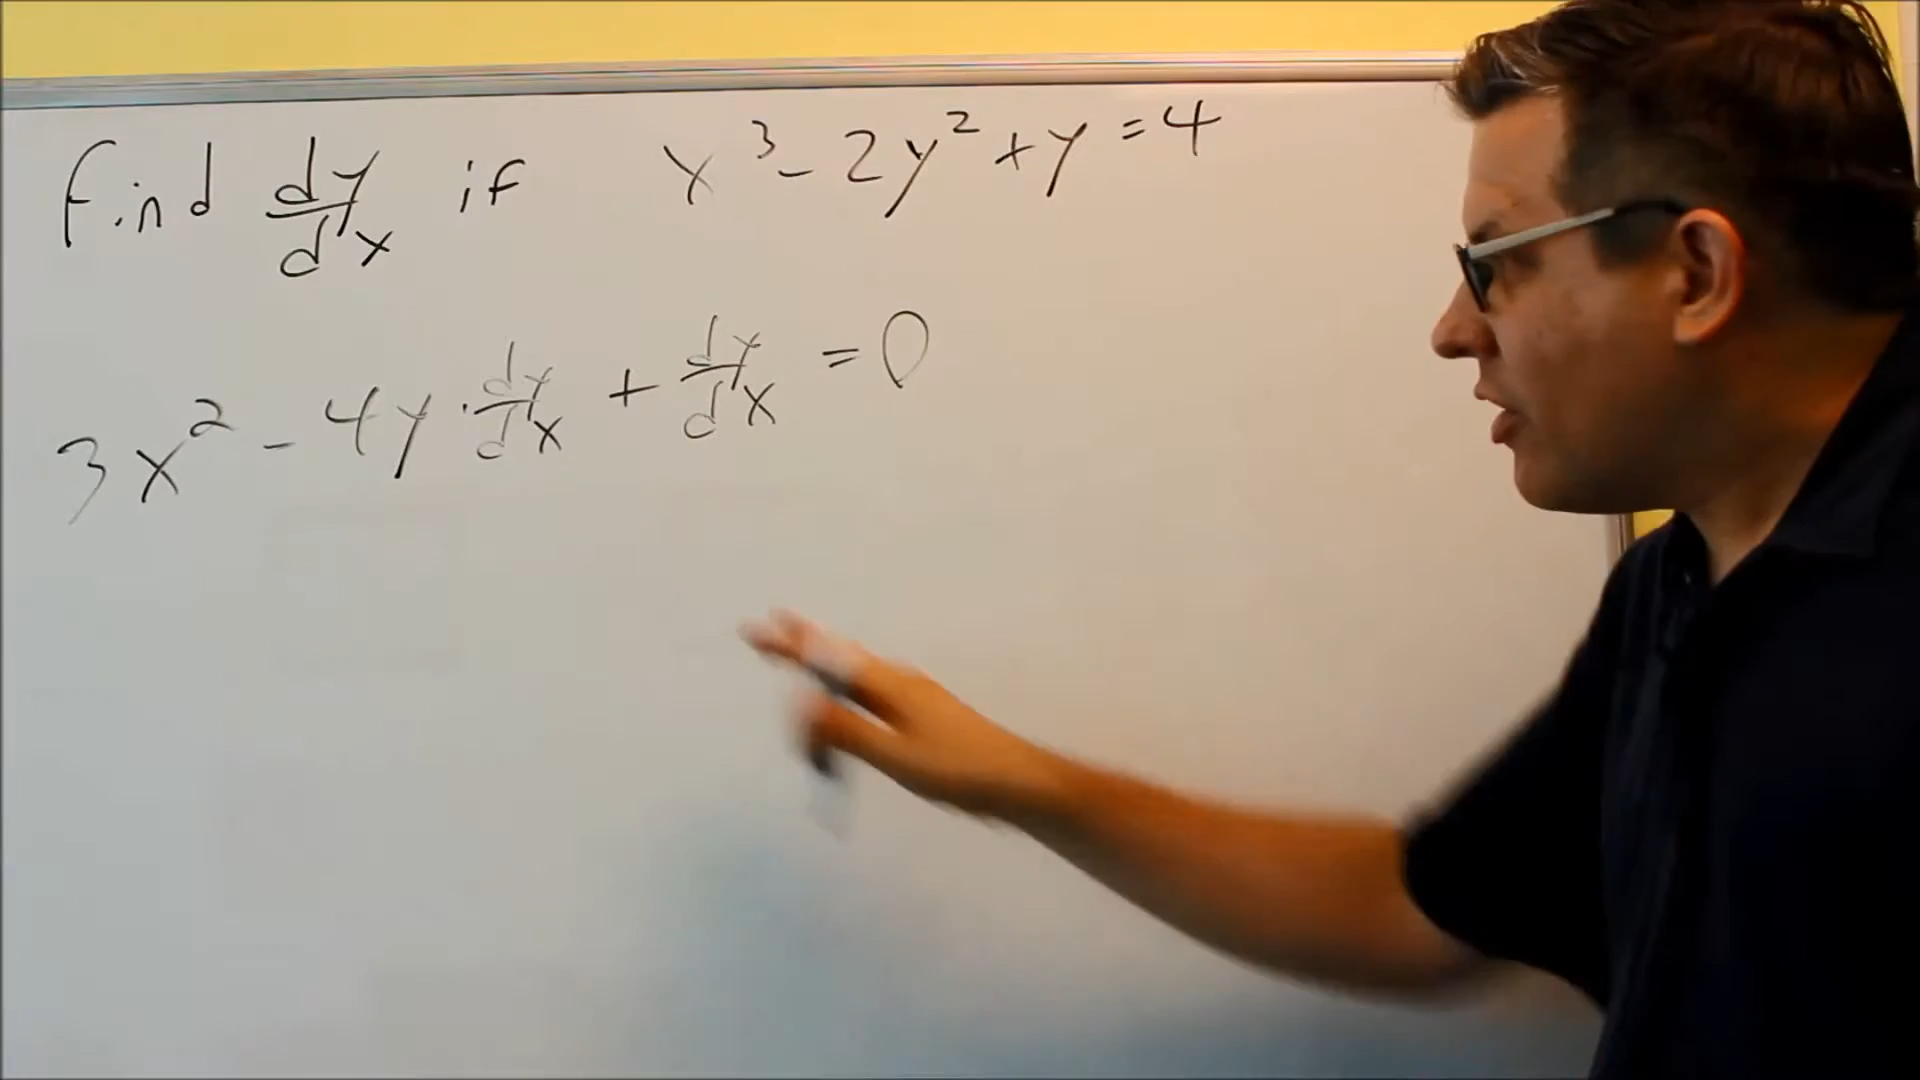 Find dy/dx if x³ - 2y² + y = 4
3x² - 4y · dy/dx + dy/dx = 0